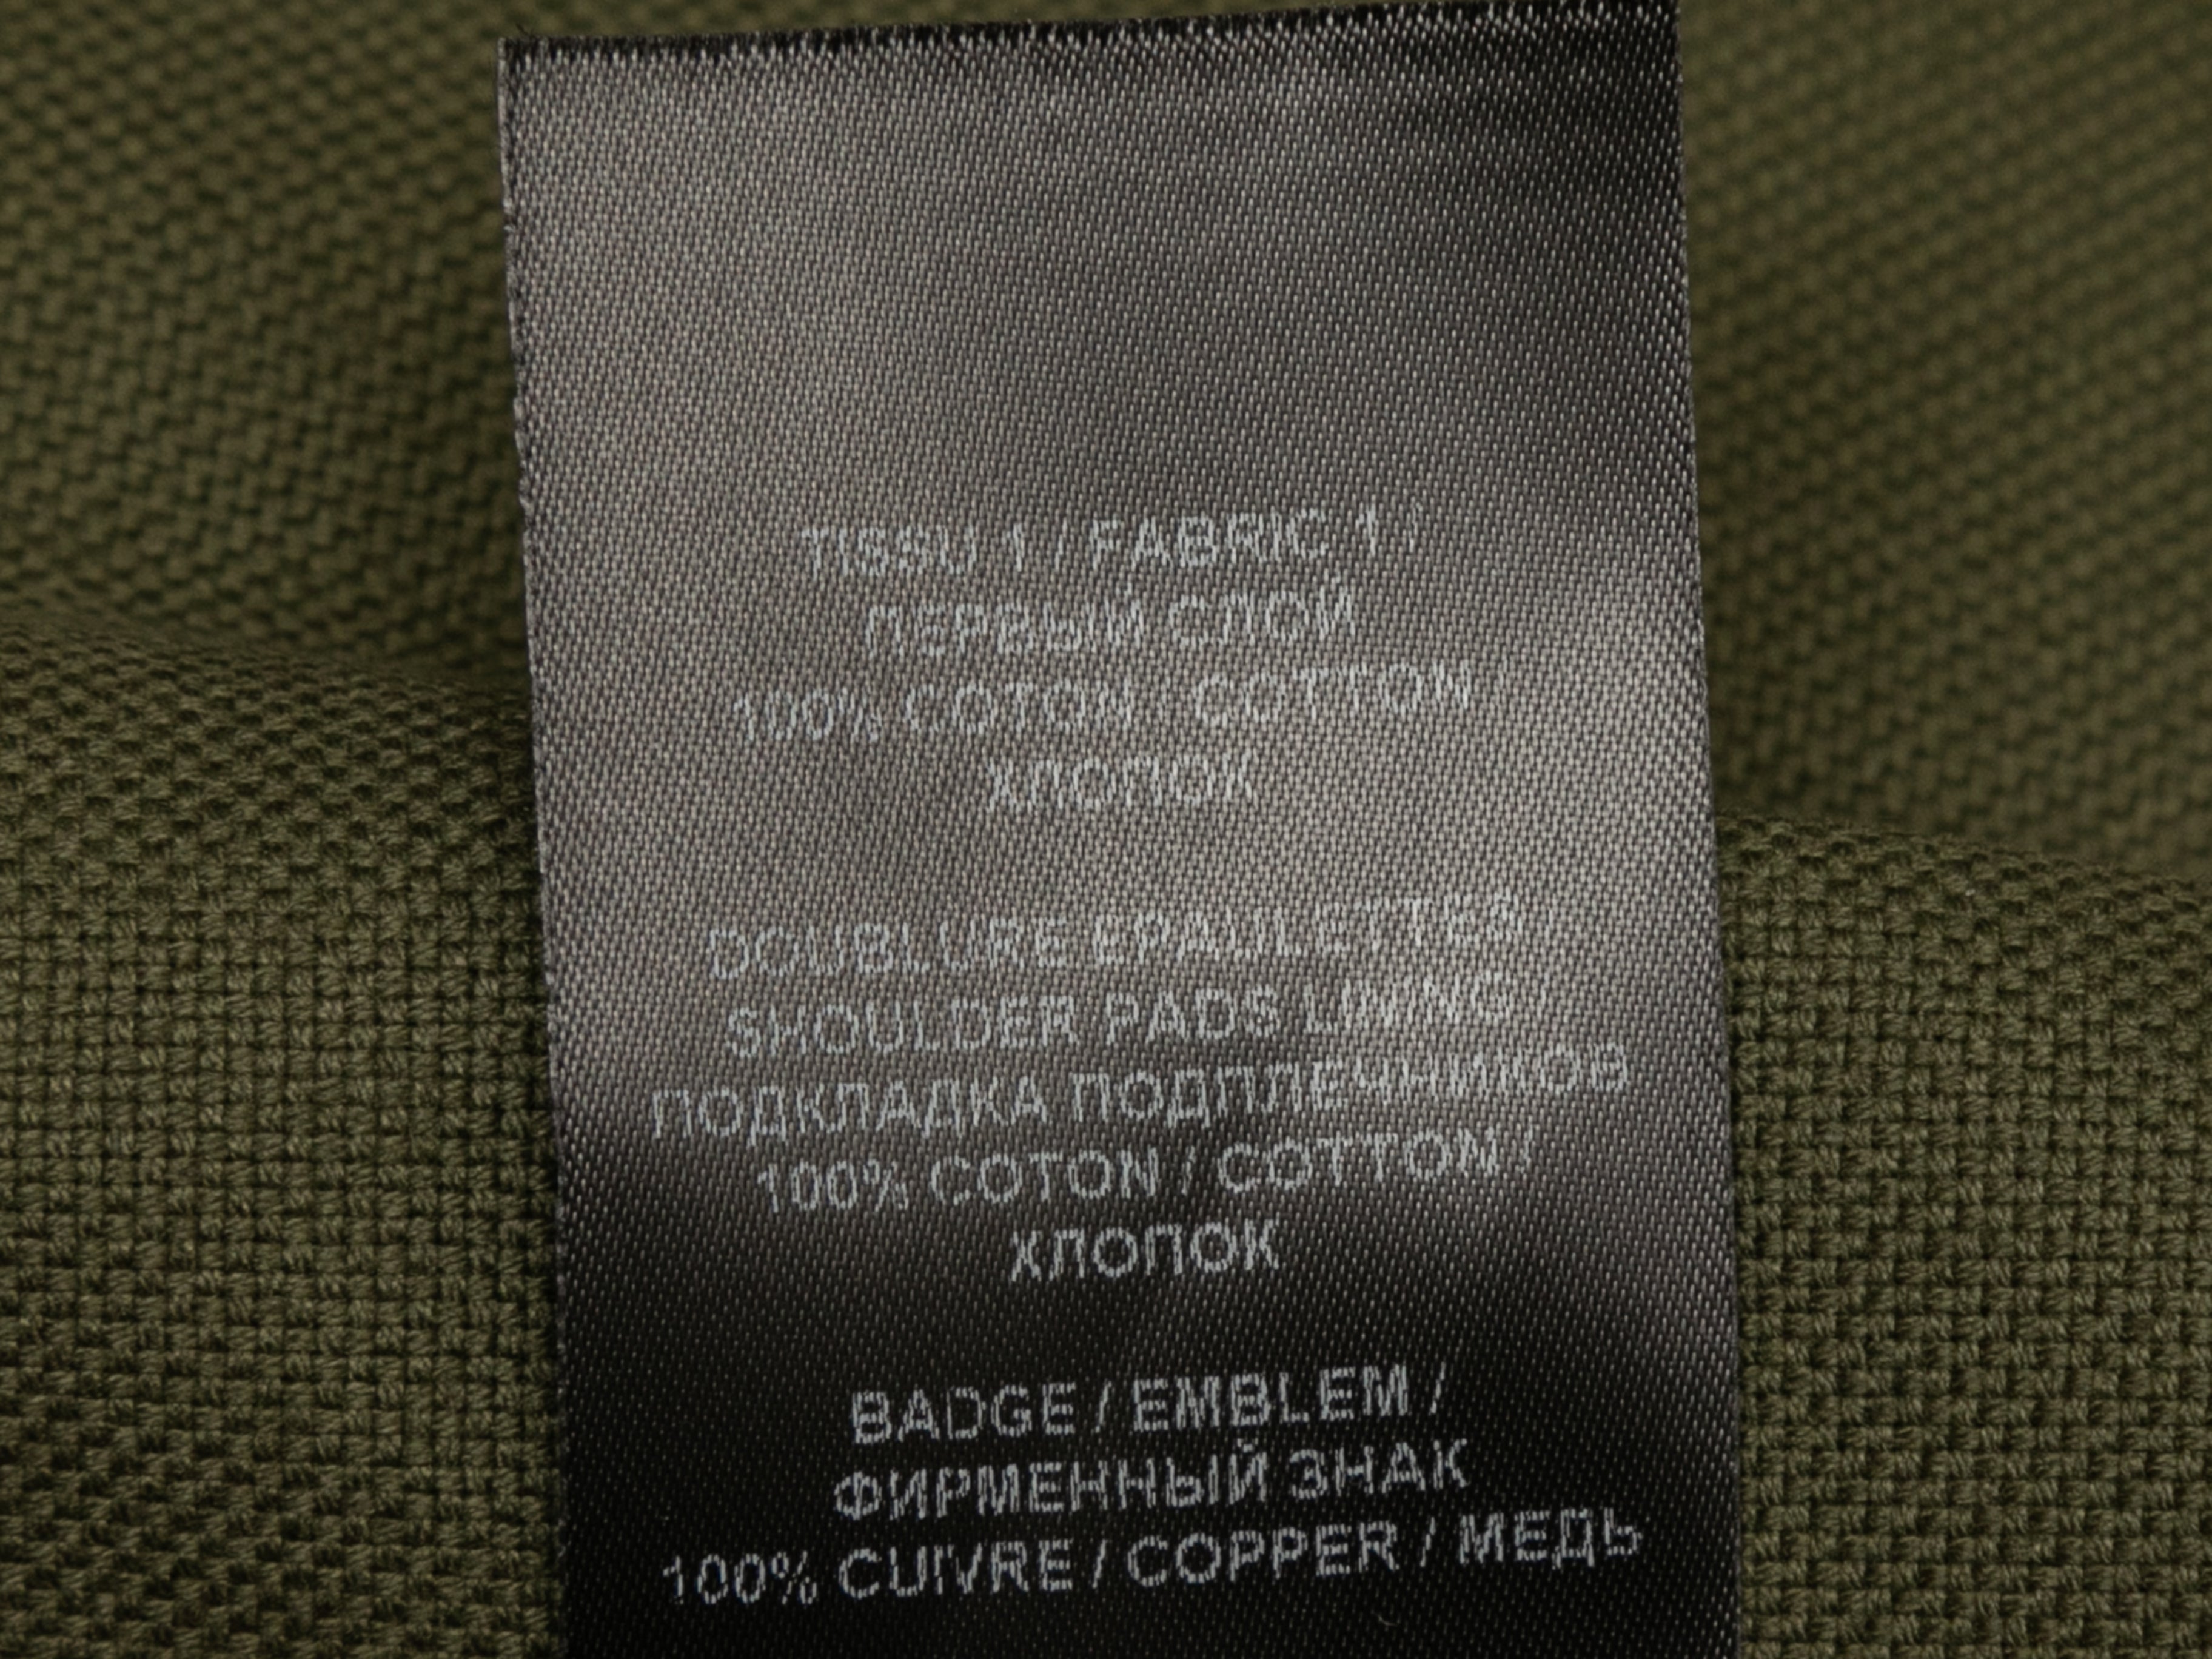 TISSU 1 / FABRIC 1 /
ПЕРВЫЙ СЛОЙ
100% COTON / COTTON
ХЛОПОК
DOUBLURE EPAULETTES
SHOULDER PADS LINING
ПОДКЛАДКА ПОДПЛЕЧНИКОВ
100% COTON / COTTON /
ХЛОПОК
BADGE / EMBLEM /
ФИРМЕННЫЙ ЗНАК
100% CUIVRE / COPPER / МЕДЬ